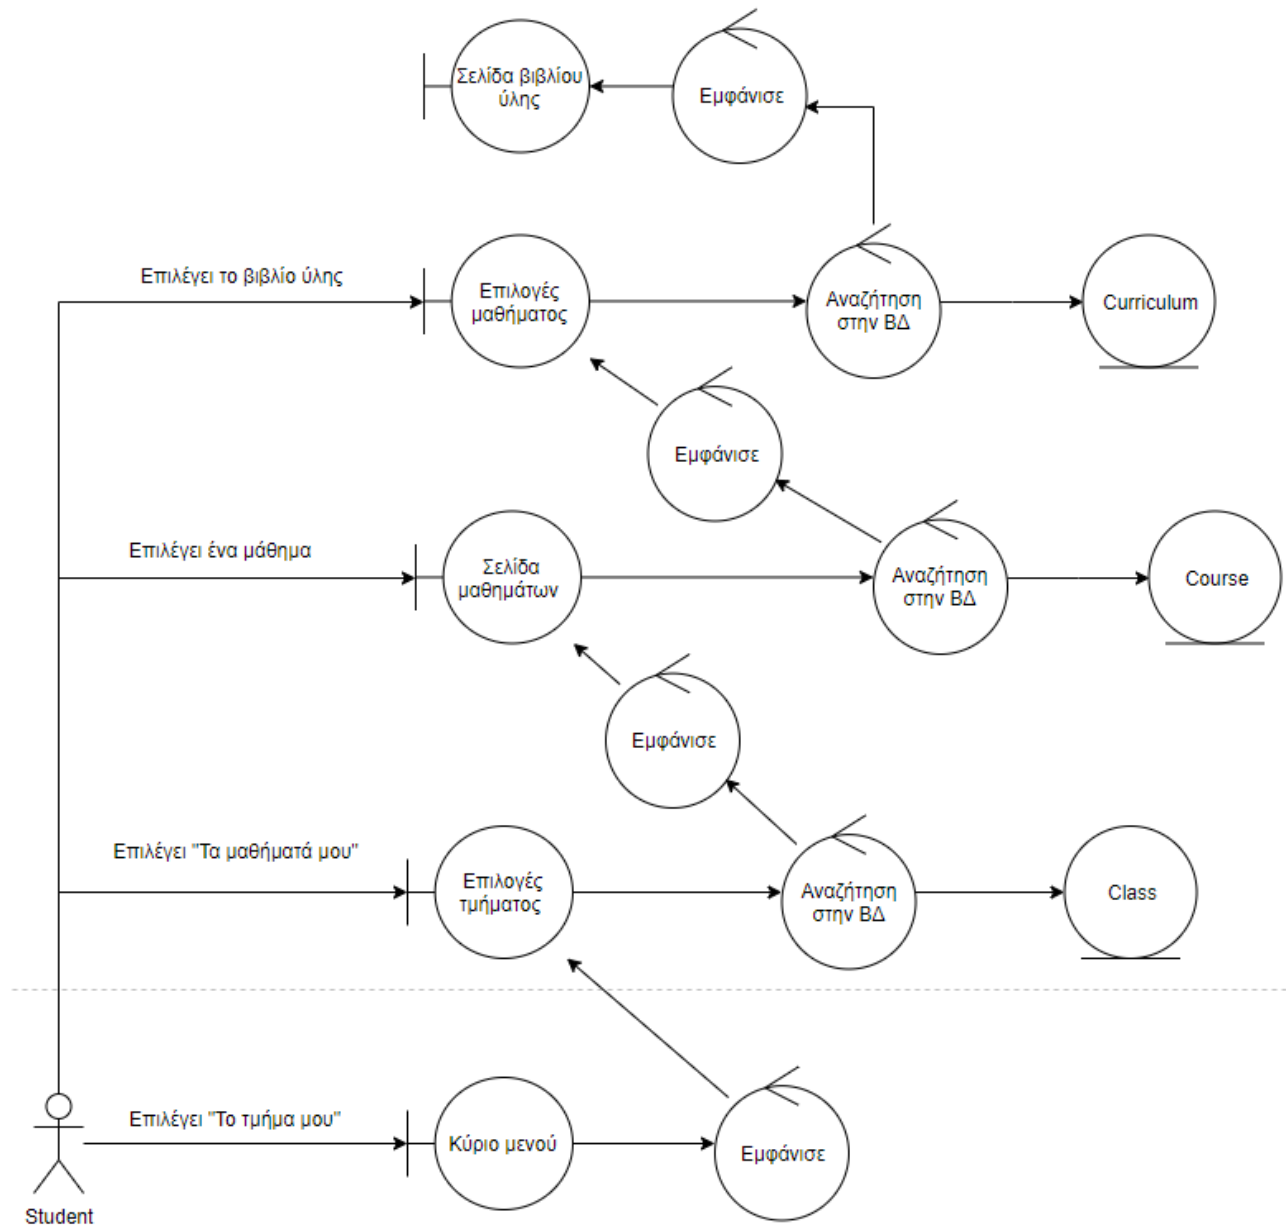 Σελίδα βιβλίου
ύλης
Εμφάνισε
Επιλέγει το βιβλίο ύλης
Επιλογές
μαθήματος
Αναζήτηση
στην ΒΔ
Curriculum
Εμφάνισε
Επιλέγει ένα μάθημα
Σελίδα
μαθημάτων
Αναζήτηση
στην ΒΔ
Course
Εμφάνισε
Επιλέγει "Τα μαθήματά μου"
Επιλογές
τμήματος
Αναζήτηση
στην ΒΔ
Class
Επιλέγει "Το τμήμα μου"
Κύριο μενού
Εμφάνισε
Student